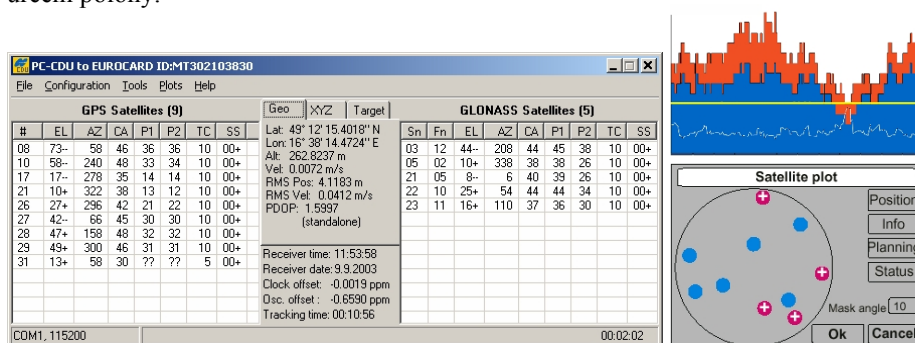 určení polohy:
PC-CDU to EUROCARD ID:MT302103830
File Configuration Tools Plots Help
GPS Satellites (9)
# EL AZ CA P1 P2 TC SS
08 73-- 58 46 36 36 10 00+
10 58-- 240 48 33 34 10 00+
17 17-- 278 35 14 14 10 00+
21 10+ 322 38 13 12 10 00+
26 27+ 296 42 21 22 10 00+
27 42-- 66 45 30 30 10 00+
28 47+ 158 48 32 32 10 00+
29 49+ 300 46 31 31 10 00+
31 13+ 58 30 ?? ?? 5 00+
Geo XYZ Target
Lat: 49° 12' 15.4018'' N
Lon: 16° 38' 14.4724'' E
Alt: 262.8237 m
Vel: 0.0072 m/s
RMS Pos: 4.1183 m
RMS Vel: 0.0412 m/s
PDOP: 1.5997
(standalone)
Receiver time: 11:53:58
Receiver date: 9.9.2003
Clock offset: -0.0019 ppm
Osc. offset : -0.6590 ppm
Tracking time: 00:10:56
GLONASS Satellites (5)
Sn Fn EL AZ CA P1 P2 TC SS
03 12 44-- 208 44 45 38 10 00+
05 02 10+ 338 38 38 26 10 00+
21 05 8-- 6 40 39 26 10 00+
22 10 25+ 54 44 44 34 10 00+
23 11 16+ 110 37 36 30 10 00+
COM1, 115200
00:02:02
Satellite plot
Position
Info
Planning
Status
Mask angle 10
Ok Cancel